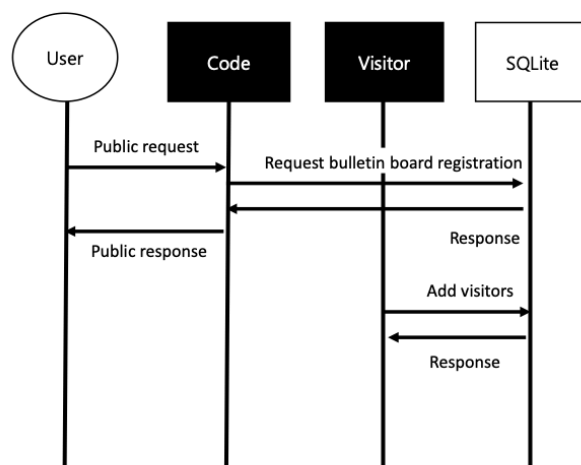 User
Code
Visitor
SQLite
Public request
Request bulletin board registration
Response
Public response
Add visitors
Response